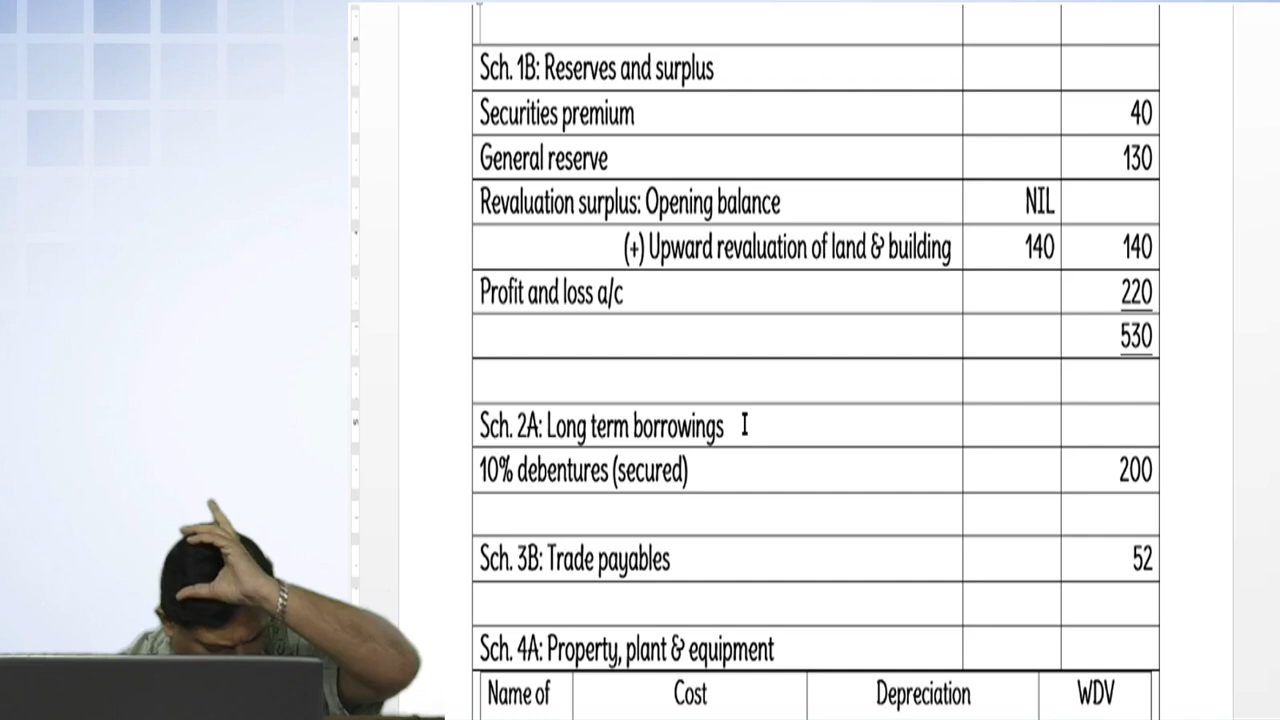 Sch. 1B: Reserves and surplus
Securities premium 40
General reserve 130
Revaluation surplus: Opening balance NIL
(+) Upward revaluation of land & building 140 140
Profit and loss a/c 220
530
Sch. 2A: Long term borrowings
10% debentures (secured) 200
Sch. 3B: Trade payables 52
Sch. 4A: Property, plant & equipment
Name of Cost Depreciation WDV